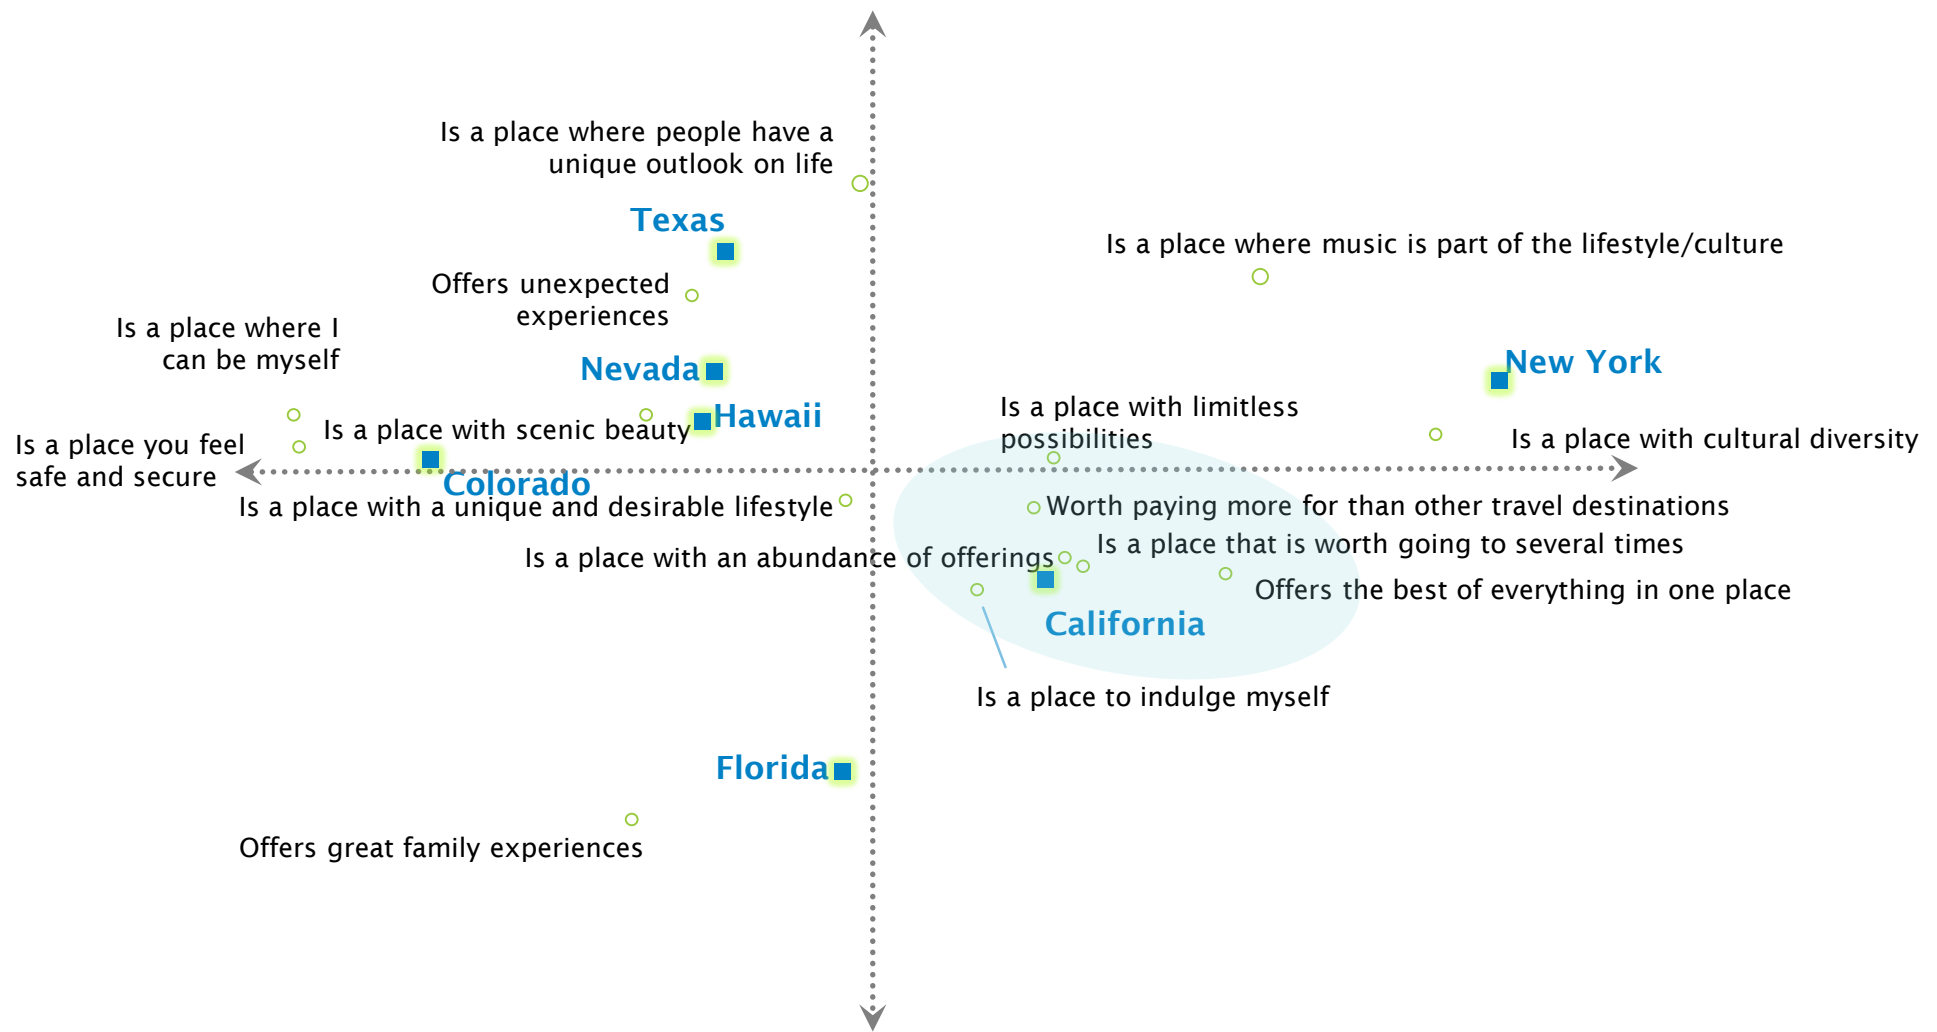 Is a place where people have a
unique outlook on life
Texas
Is a place where music is part of the lifestyle/culture
Offers unexpected
experiences
Is a place where I
can be myself
Nevada
New York
Hawaii
Is a place with limitless
possibilities
Is a place with scenic beauty
Is a place you feel
safe and secure
Is a place with cultural diversity
Colorado
Is a place with a unique and desirable lifestyle
Worth paying more for than other travel destinations
Is a place with an abundance of offerings
Is a place that is worth going to several times
Offers the best of everything in one place
California
Is a place to indulge myself
Florida
Offers great family experiences